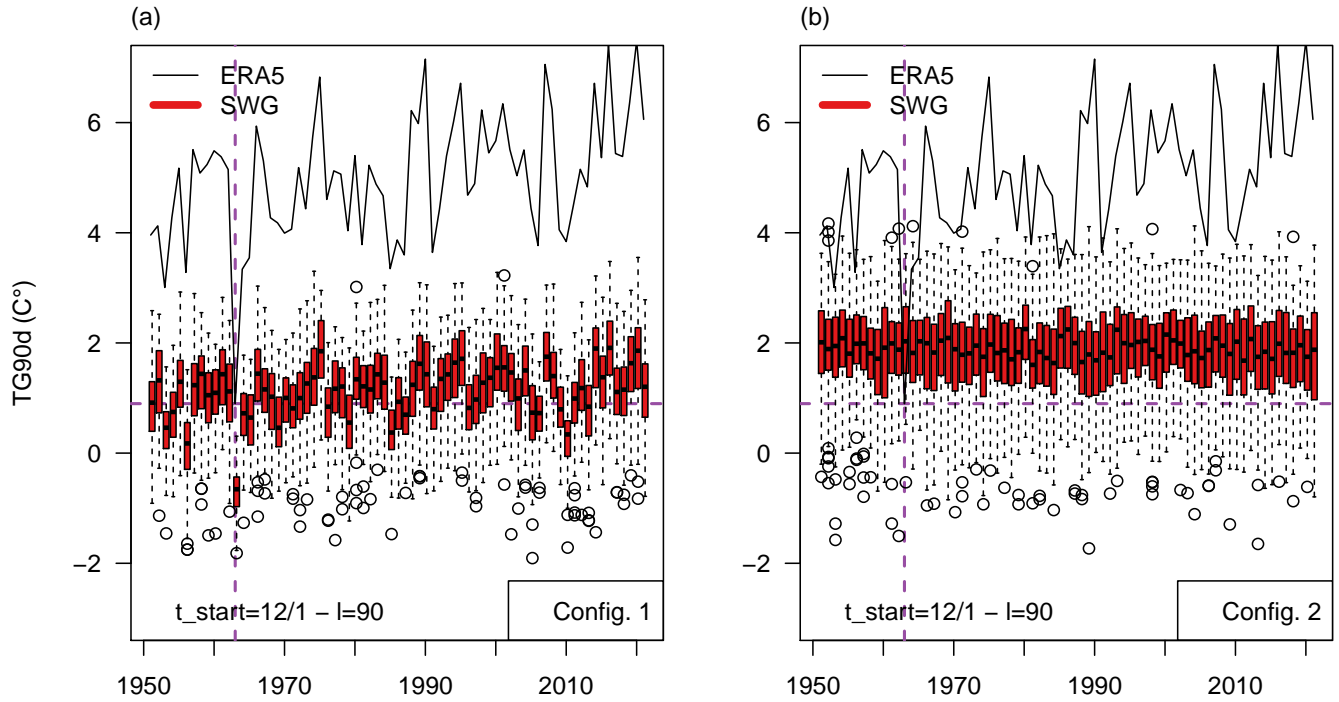 (a)
(b)
ERA5
SWG
ERA5
SWG
TG90d (C°)
6
4
2
0
−2
6
4
2
0
−2
t_start=12/1 − l=90
Config. 1
t_start=12/1 − l=90
Config. 2
1950
1970
1990
2010
1950
1970
1990
2010